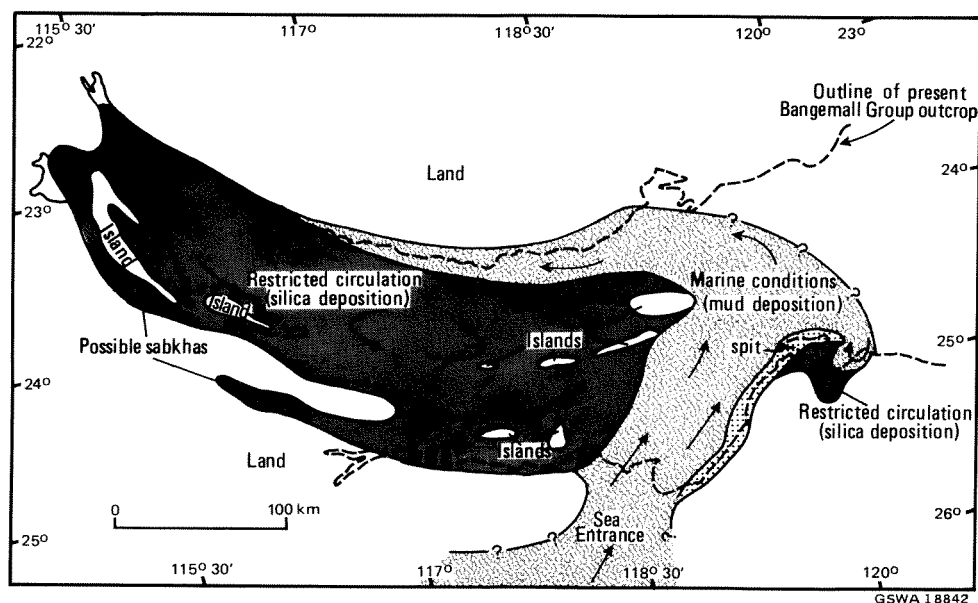 115° 30'
117°
118° 30'
120°
23°
22°
Outline of present
Bangemall Group outcrop
Land
24°
23°
Island
Restricted circulation
(silica deposition)
Marine conditions
(mud deposition)
Island
Possible sabkhas
Islands
spit
25°
24°
Restricted circulation
(silica deposition)
Islands
Land
0
100 km
Sea
Entrance
26°
25°
?
?
?
?
?
?
?
115° 30'
117°
118° 30'
120°
GSWA 18842